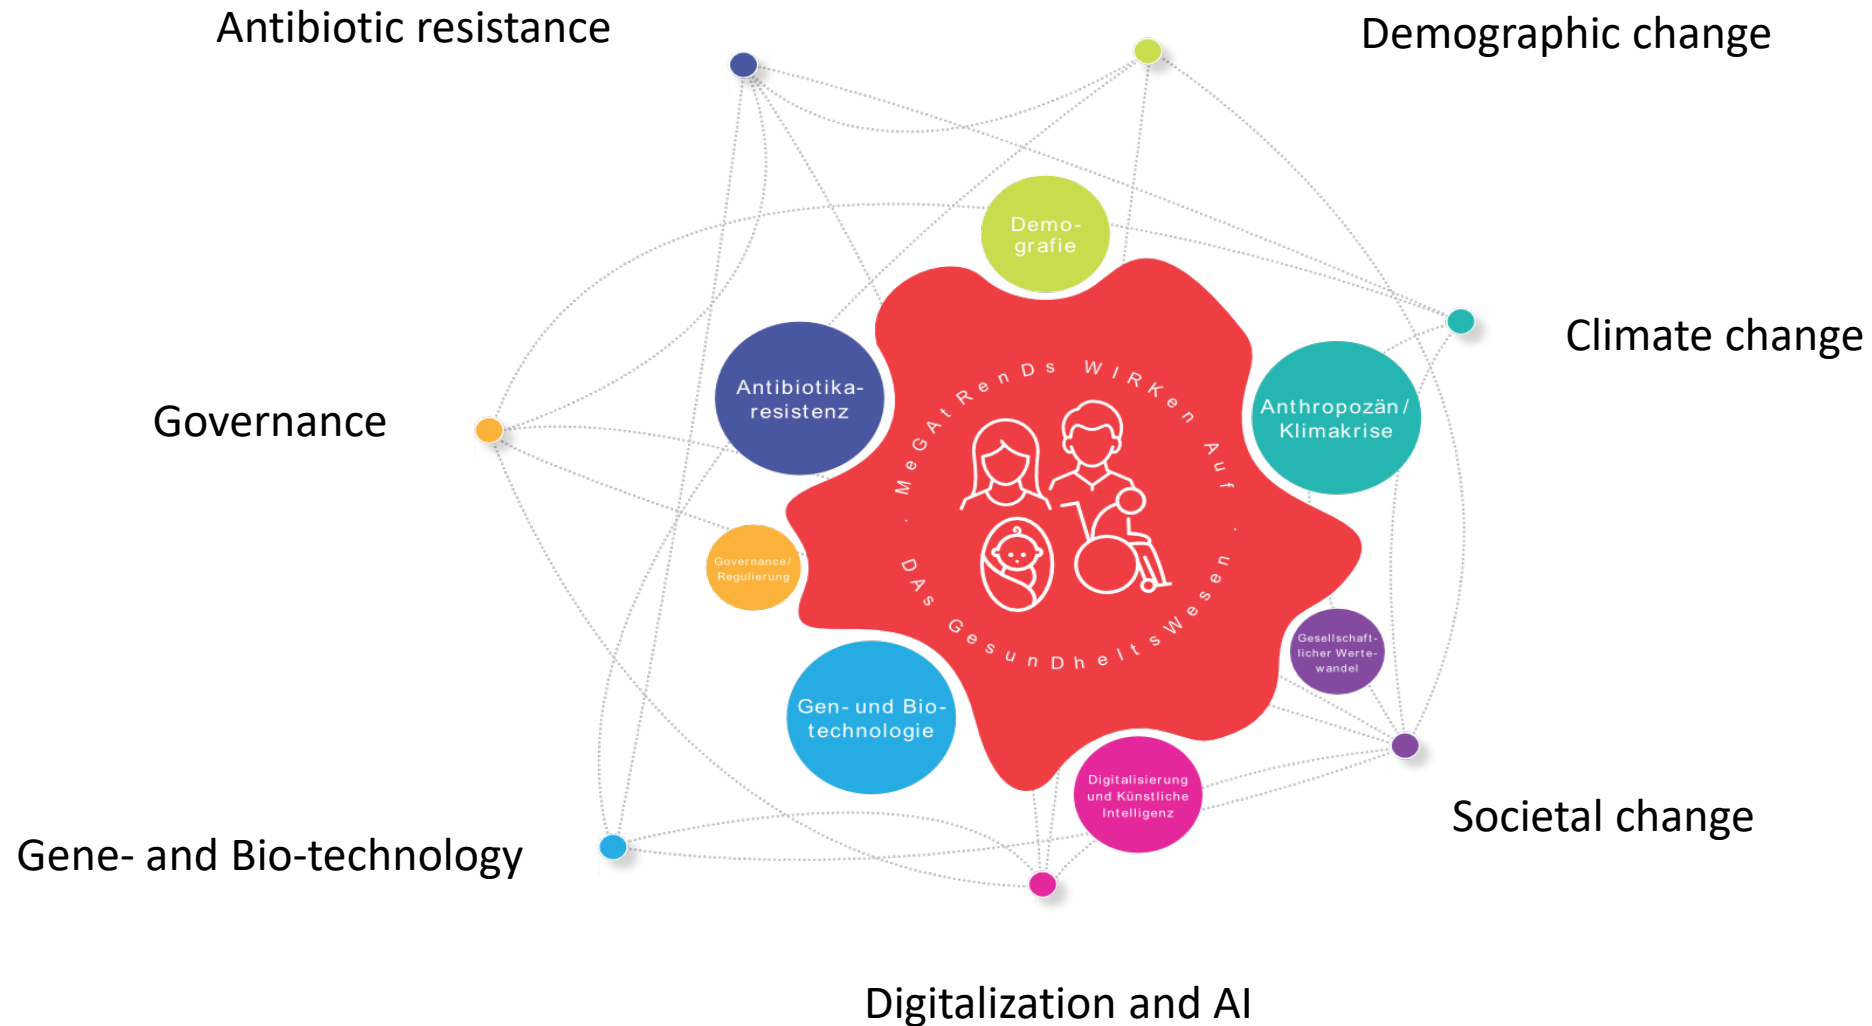 Antibiotic resistance
Demographic change
Demo-
grafie
Climate change
Antibiotika-
resistenz
Anthropozän/
Klimakrise
Governance
· MeGAtRenDs WIRKen Auf ·
DAs GesunDheItsWesen
Governance/
Regulierung
Gesellschaft-
licher Werte-
wandel
Gen- und Bio-
technologie
Digitalisierung
und Künstliche
Intelligenz
Societal change
Gene- and Bio-technology
Digitalization and AI